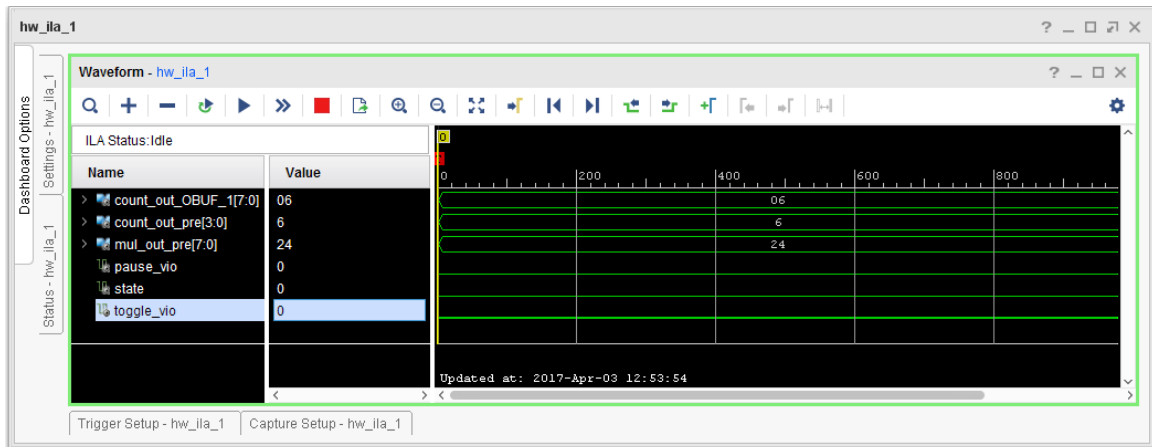 hw_ila_1
Dashboard Options
Settings - hw_ila_1
Status - hw_ila_1
Waveform - hw_ila_1
ILA Status:Idle
Name Value
count_out_OBUF_1[7:0] 06
count_out_pre[3:0] 6
mul_out_pre[7:0] 24
pause_vio 0
state 0
toggle_vio 0
0
0 200 400 600 800
06
6
24
Updated at: 2017-Apr-03 12:53:54
Trigger Setup - hw_ila_1 Capture Setup - hw_ila_1